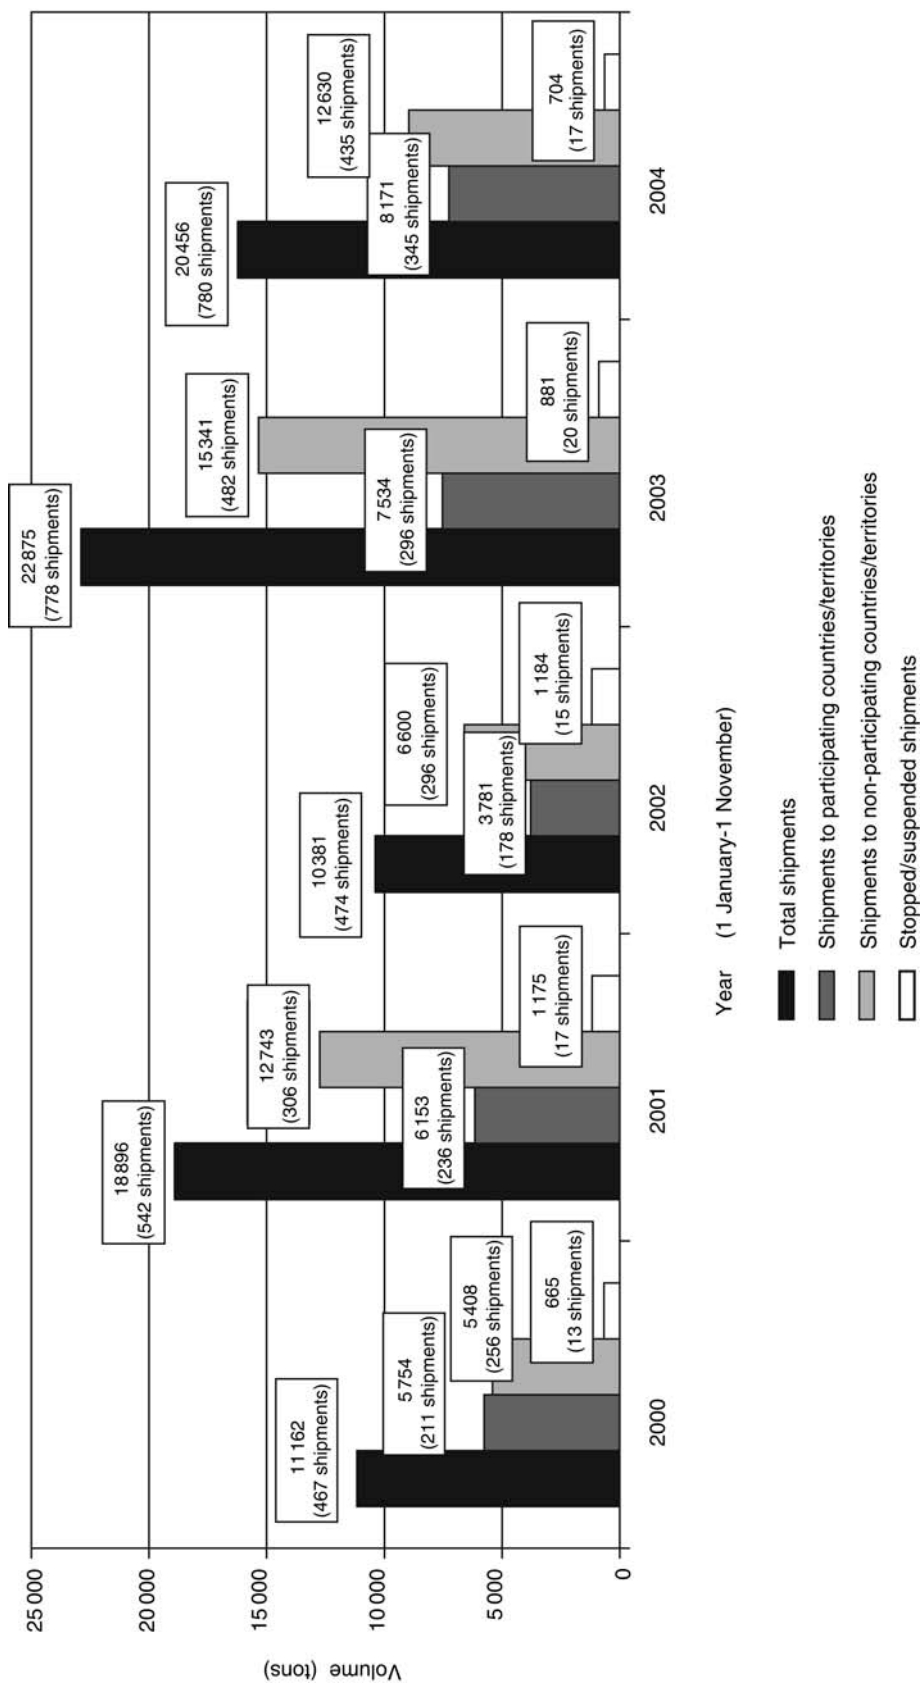 Volume (tons)
25 000
20 000
15 000
10 000
5 000
0
11 162
(467 shipments)
5 754
(211 shipments)
5 408
(256 shipments)
665
(13 shipments)
18 896
(542 shipments)
6 153
(236 shipments)
12 743
(306 shipments)
1 175
(17 shipments)
10 381
(474 shipments)
3 781
(178 shipments)
6 600
(296 shipments)
1 184
(15 shipments)
22 875
(778 shipments)
7 534
(296 shipments)
15 341
(482 shipments)
881
(20 shipments)
20 456
(780 shipments)
8 171
(345 shipments)
12 630
(435 shipments)
704
(17 shipments)
2000
2001
2002
2003
2004
Year (1 January-1 November)
Total shipments
Shipments to participating countries/territories
Shipments to non-participating countries/territories
Stopped/suspended shipments